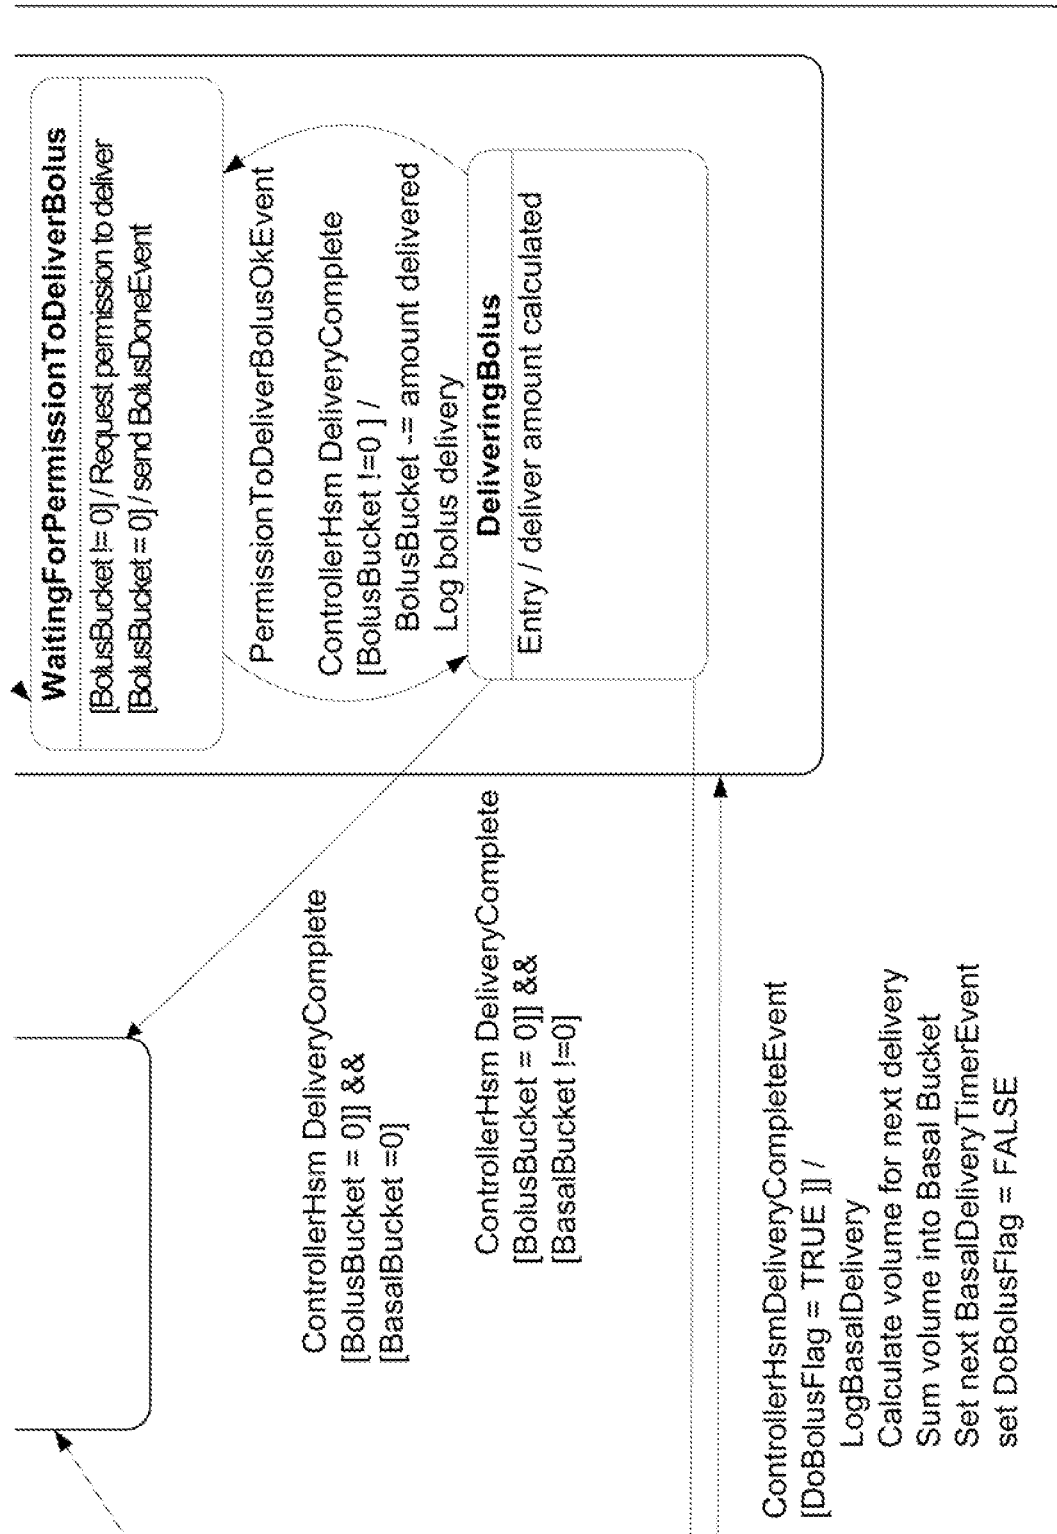 WaitingForPermissionToDeliverBolus
[BolusBucket != 0] / Request permission to deliver
[BolusBucket = 0] / send BolusDoneEvent
PermissionToDeliverBolusOkEvent
ControllerHsm DeliveryComplete
[BolusBucket !=0 ] /
BolusBucket -= amount delivered
Log bolus delivery
DeliveringBolus
Entry / deliver amount calculated
ControllerHsm DeliveryComplete
[BolusBucket = 0]] &&
[BasalBucket =0]
ControllerHsm DeliveryComplete
[BolusBucket = 0]] &&
[BasalBucket !=0]
ControllerHsmDeliveryCompleteEvent
[DoBolusFlag = TRUE ]] /
LogBasalDelivery
Calculate volume for next delivery
Sum volume into Basal Bucket
Set next BasalDeliveryTimerEvent
set DoBolusFlag = FALSE